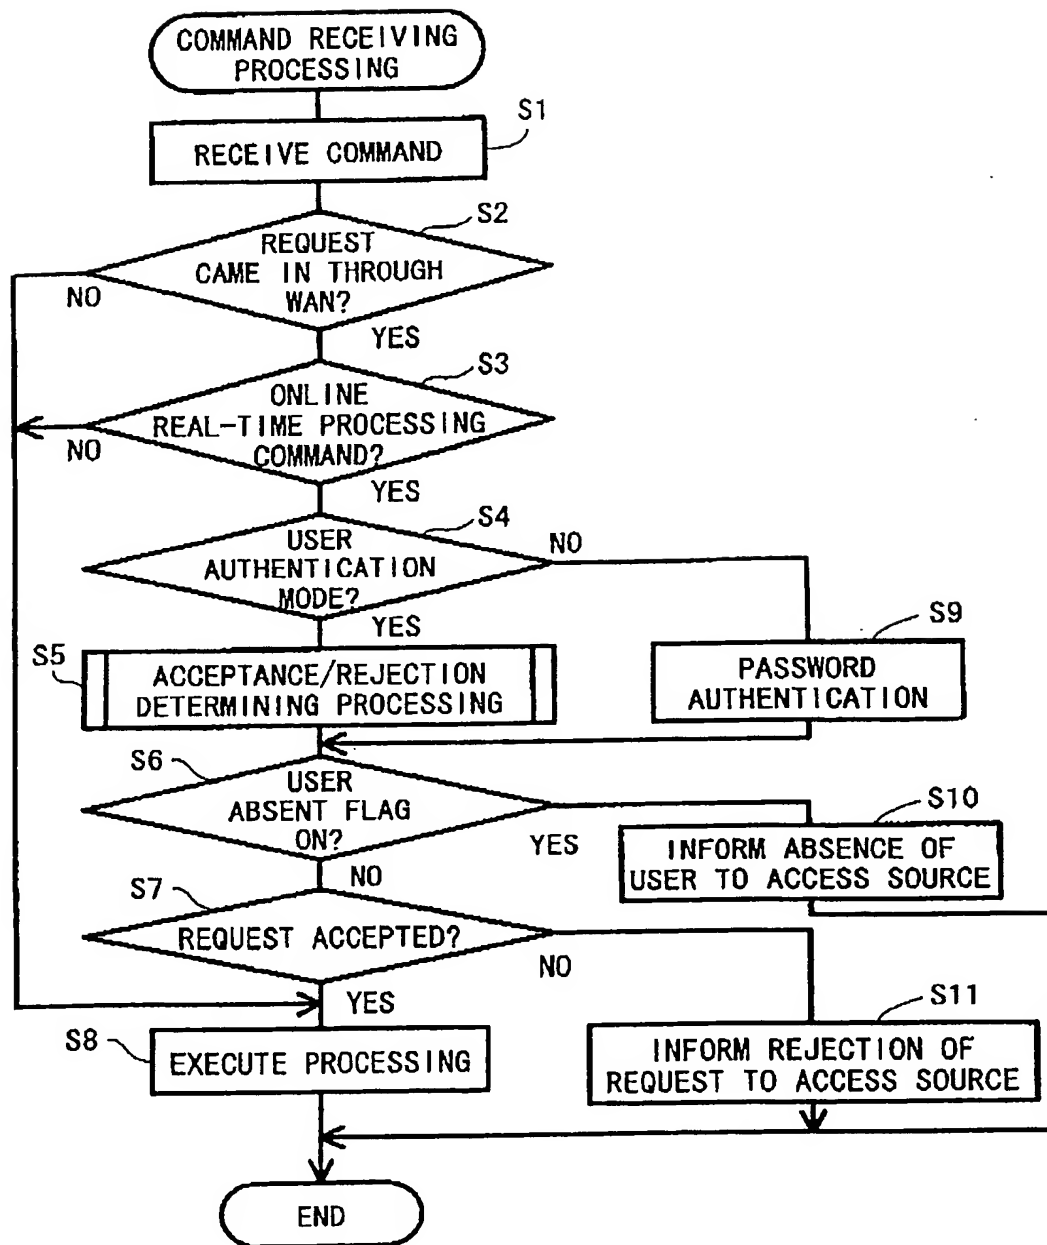 COMMAND RECEIVING
PROCESSING
S1
RECEIVE COMMAND
S2
REQUEST
CAME IN THROUGH
WAN?
NO
YES
S3
ONLINE
REAL-TIME PROCESSING
COMMAND?
NO
YES
S4
USER
AUTHENTICATION
MODE?
NO
YES
S5
ACCEPTANCE/REJECTION
DETERMINING PROCESSING
S9
PASSWORD
AUTHENTICATION
S6
USER
ABSENT FLAG
ON?
YES
NO
S10
INFORM ABSENCE OF
USER TO ACCESS SOURCE
S7
REQUEST ACCEPTED?
NO
YES
S8
EXECUTE PROCESSING
S11
INFORM REJECTION OF
REQUEST TO ACCESS SOURCE
END